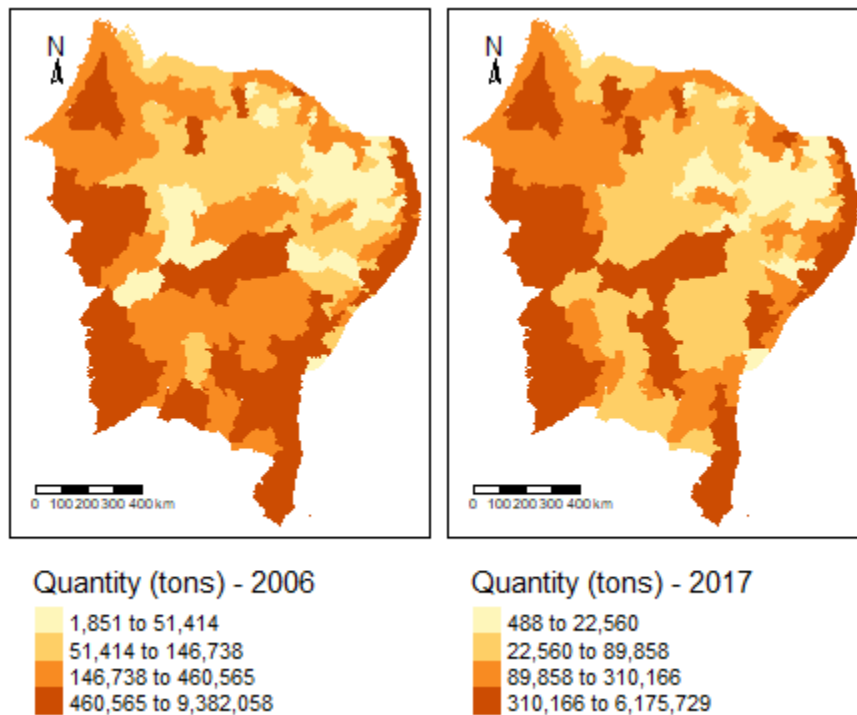 N
0 100 200 300 400 km
Quantity (tons) - 2006
1,851 to 51,414
51,414 to 146,738
146,738 to 460,565
460,565 to 9,382,058
N
0 100 200 300 400 km
Quantity (tons) - 2017
488 to 22,560
22,560 to 89,858
89,858 to 310,166
310,166 to 6,175,729